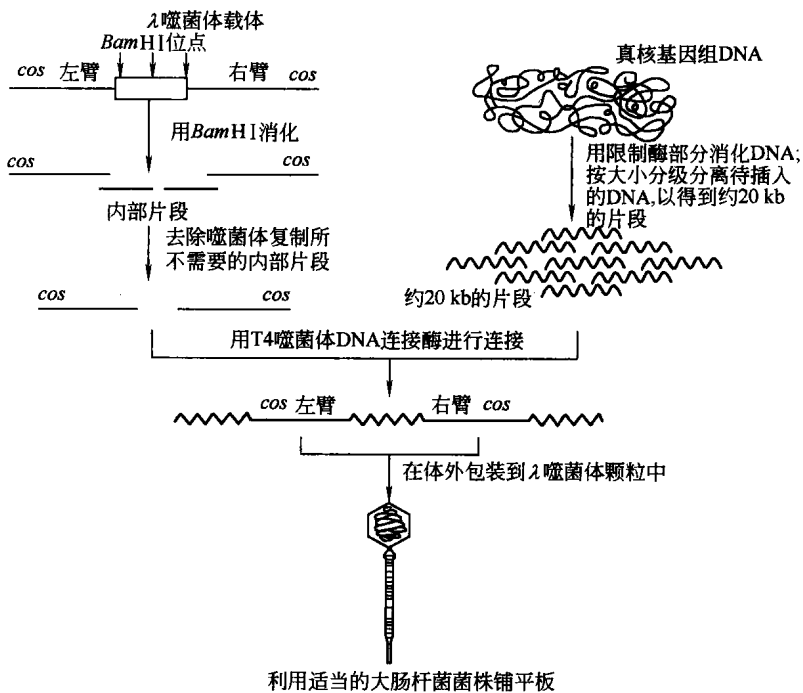 λ噬菌体载体
BamHI位点
cos 左臂 右臂 cos
用BamHI消化
cos cos
内部片段
去除噬菌体复制所
不需要的内部片段
cos cos
真核基因组DNA
用限制酶部分消化DNA;
按大小分级分离待插入
的DNA,以得到约20 kb
的片段
约20 kb的片段
用T4噬菌体DNA连接酶进行连接
cos 左臂 右臂 cos
在体外包装到λ噬菌体颗粒中
利用适当的大肠杆菌菌株铺平板